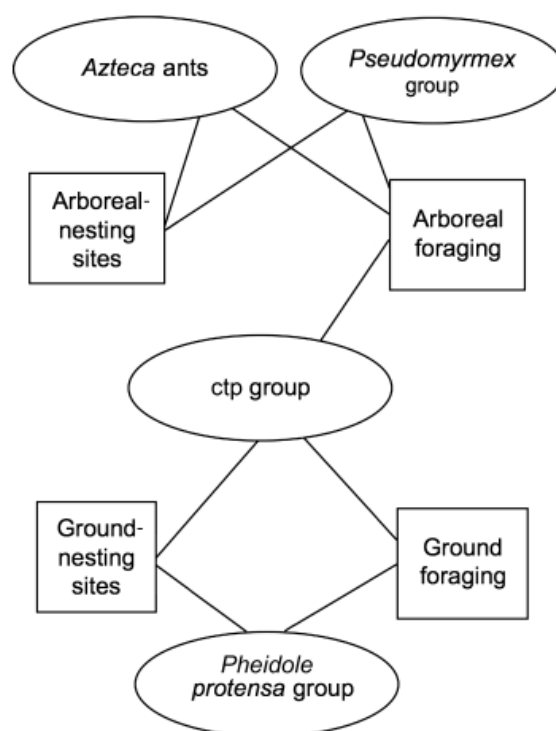 Azteca ants
Pseudomyrmex
group
Arboreal-
nesting
sites
Arboreal
foraging
ctp group
Ground-
nesting
sites
Ground
foraging
Pheidole
protensa group